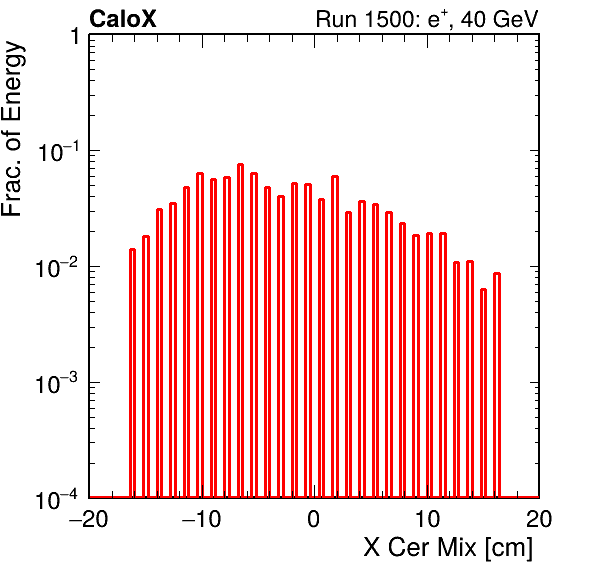 CaloX Run 1500: e⁺, 40 GeV
Frac. of Energy
1
10⁻¹
10⁻²
10⁻³
10⁻⁴
−20 −10 0 10 20
X Cer Mix [cm]